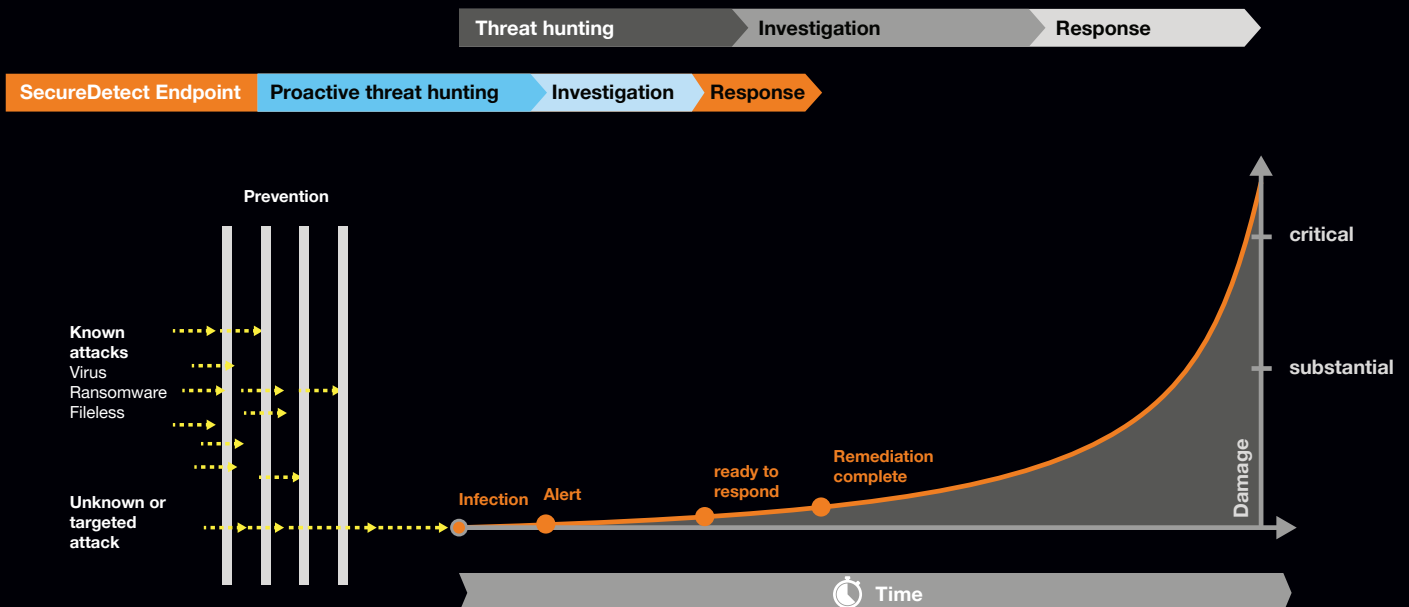 Threat hunting
Investigation
Response
SecureDetect Endpoint
Proactive threat hunting
Investigation
Response
Prevention
critical
Known
attacks
Virus
Ransomware
Fileless
substantial
Damage
Remediation
complete
ready to
respond
Infection
Alert
Unknown or
targeted
attack
Time